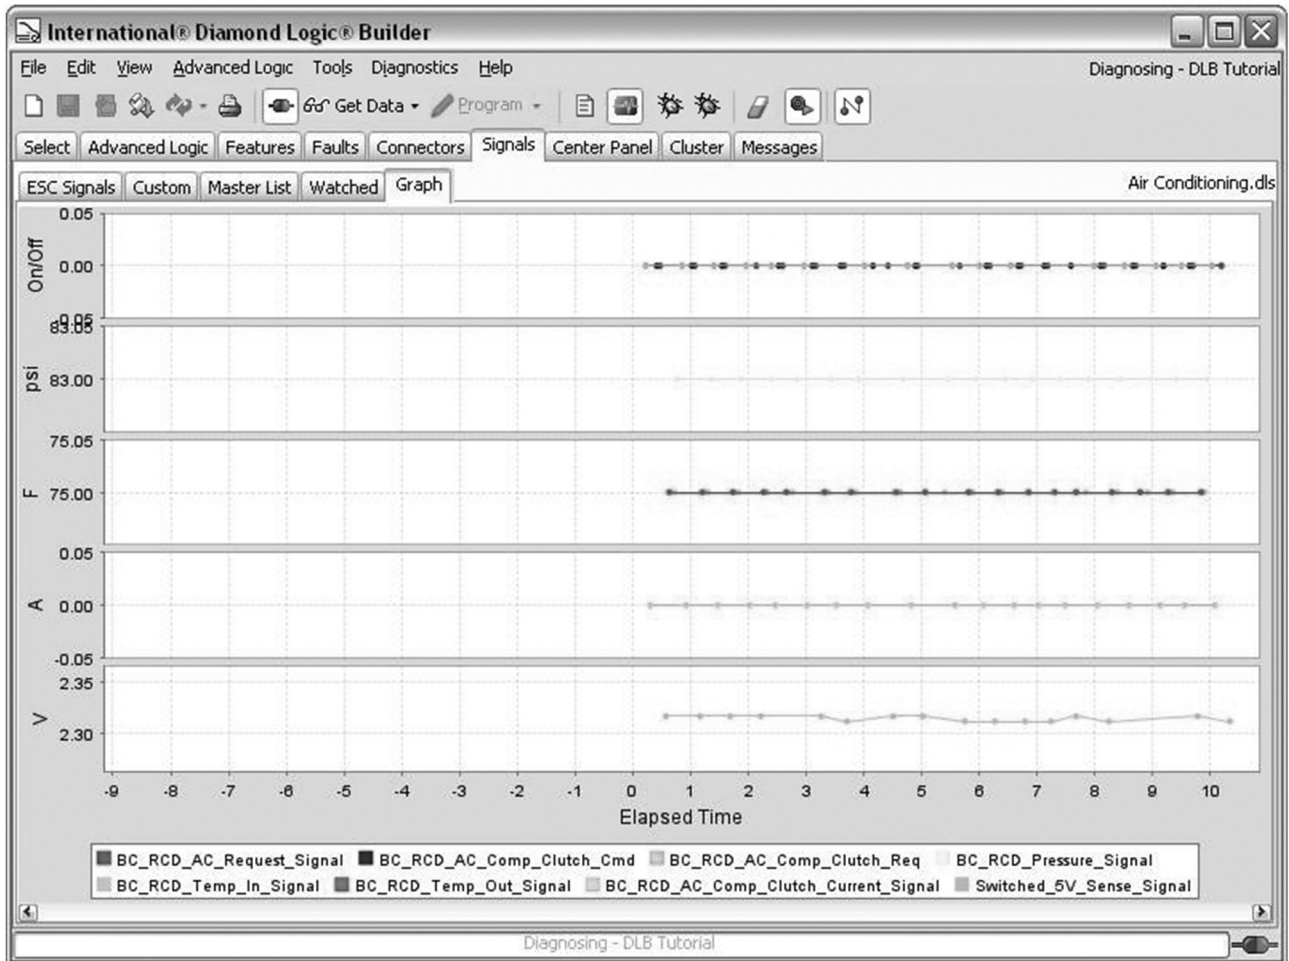 International® Diamond Logic® Builder
File Edit View Advanced Logic Tools Diagnostics Help Diagnosing - DLB Tutorial
Get Data Program
Select Advanced Logic Features Faults Connectors Signals Center Panel Cluster Messages
ESC Signals Custom Master List Watched Graph Air Conditioning.dls
0.05
On/Off 0.00
-0.05
83.05
psi 83.00
75.05
F 75.00
0.05
A 0.00
-0.05
2.35
V
2.30
-9 -8 -7 -6 -5 -4 -3 -2 -1 0 1 2 3 4 5 6 7 8 9 10
Elapsed Time
BC_RCD_AC_Request_Signal BC_RCD_AC_Comp_Clutch_Cmd BC_RCD_AC_Comp_Clutch_Req BC_RCD_Pressure_Signal
BC_RCD_Temp_In_Signal BC_RCD_Temp_Out_Signal BC_RCD_AC_Comp_Clutch_Current_Signal Switched_5V_Sense_Signal
Diagnosing - DLB Tutorial